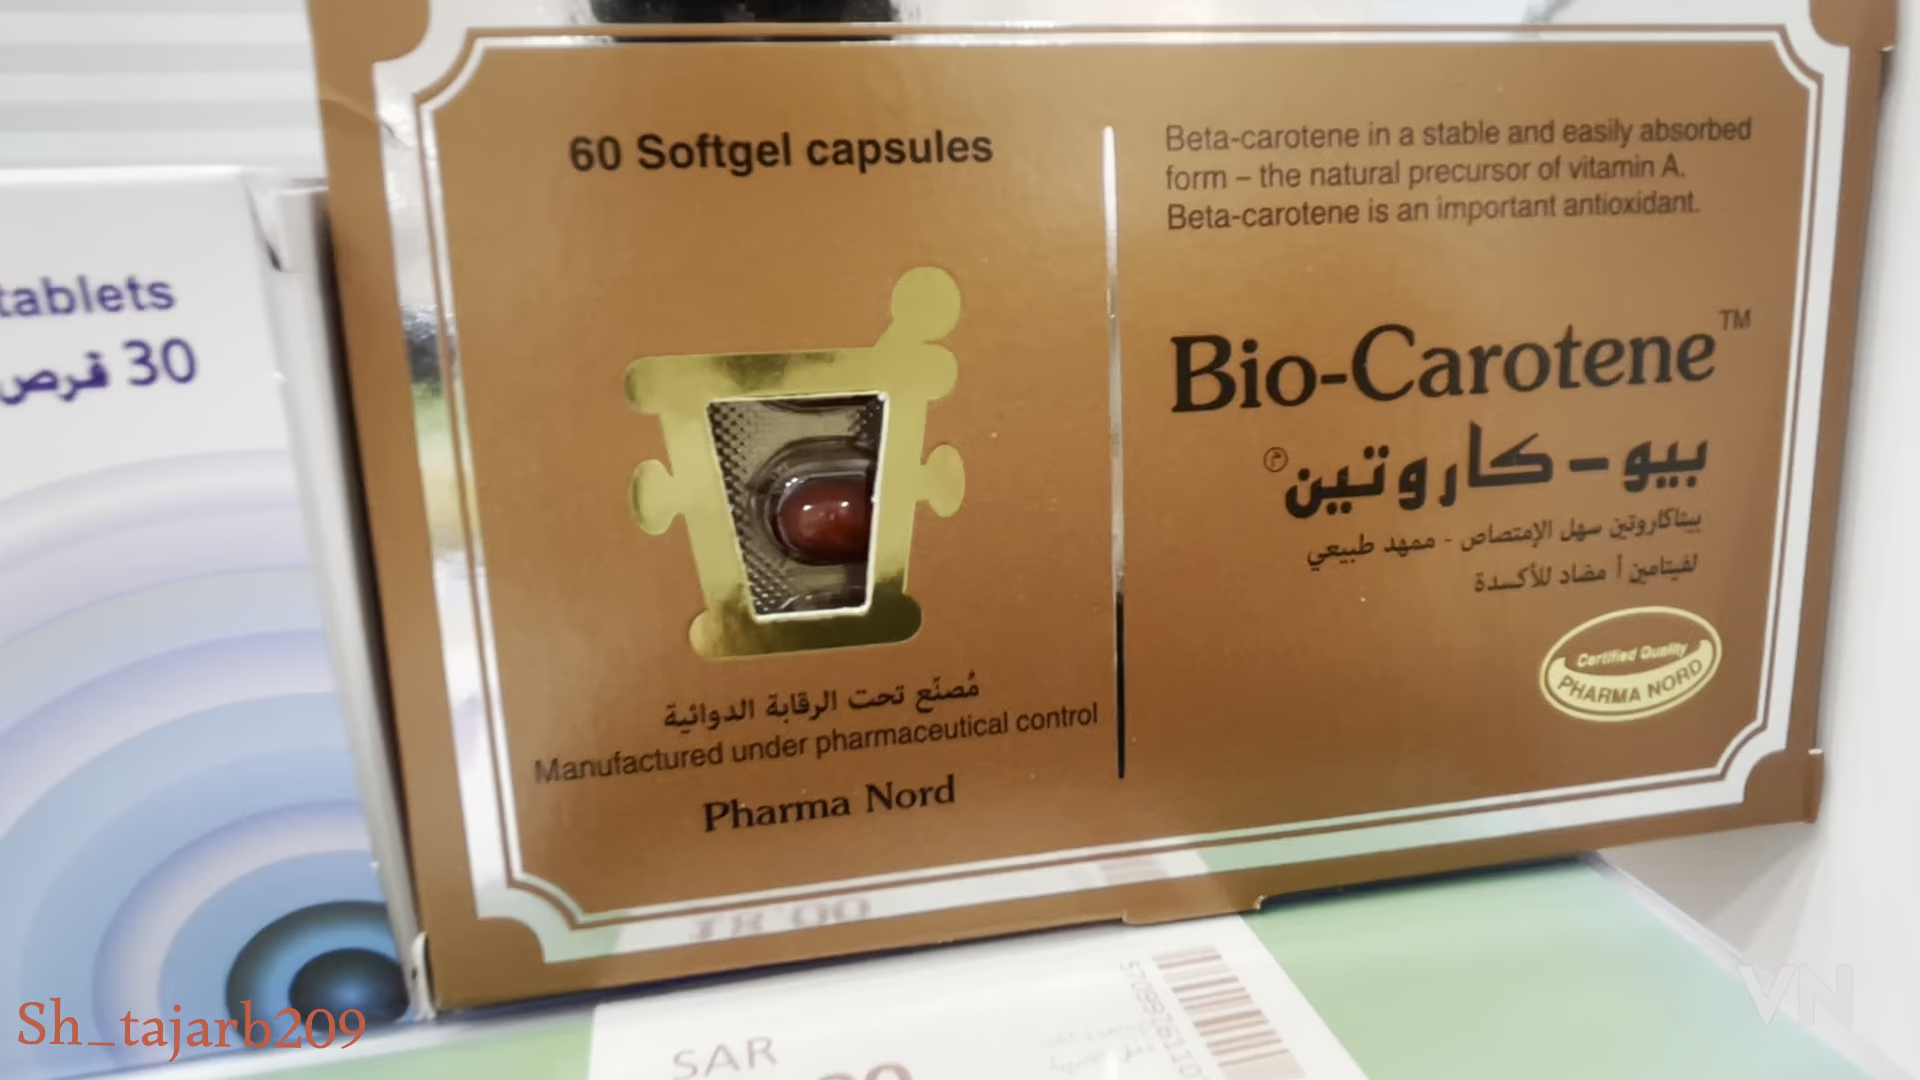 60 Softgel capsules
مُصنّع تحت الرقابة الدوائية
Manufactured under pharmaceutical control
Pharma Nord
Beta-carotene in a stable and easily absorbed
form – the natural precursor of vitamin A.
Beta-carotene is an important antioxidant.
Bio-Carotene™
بيو-كاروتين
بيتاكاروتين سهل الإمتصاص - ممهد طبيعي
لفيتامين أ مضاد للأكسدة
Certified Quality
PHARMA NORD
tablets
30 قرص
SAR
Sh_tajarb209
VN